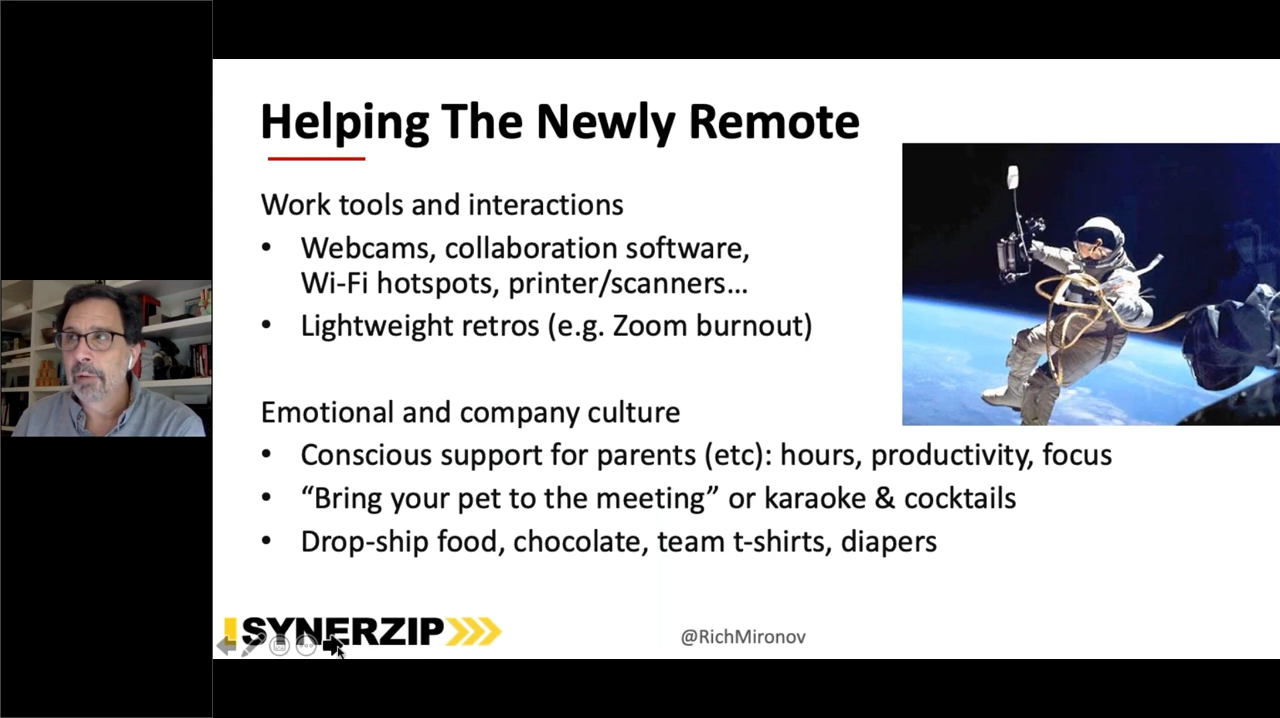 Helping The Newly Remote
Work tools and interactions
• Webcams, collaboration software,
Wi-Fi hotspots, printer/scanners...
• Lightweight retros (e.g. Zoom burnout)
Emotional and company culture
• Conscious support for parents (etc): hours, productivity, focus
• “Bring your pet to the meeting” or karaoke & cocktails
• Drop-ship food, chocolate, team t-shirts, diapers
SYNERZIP
@RichMironov